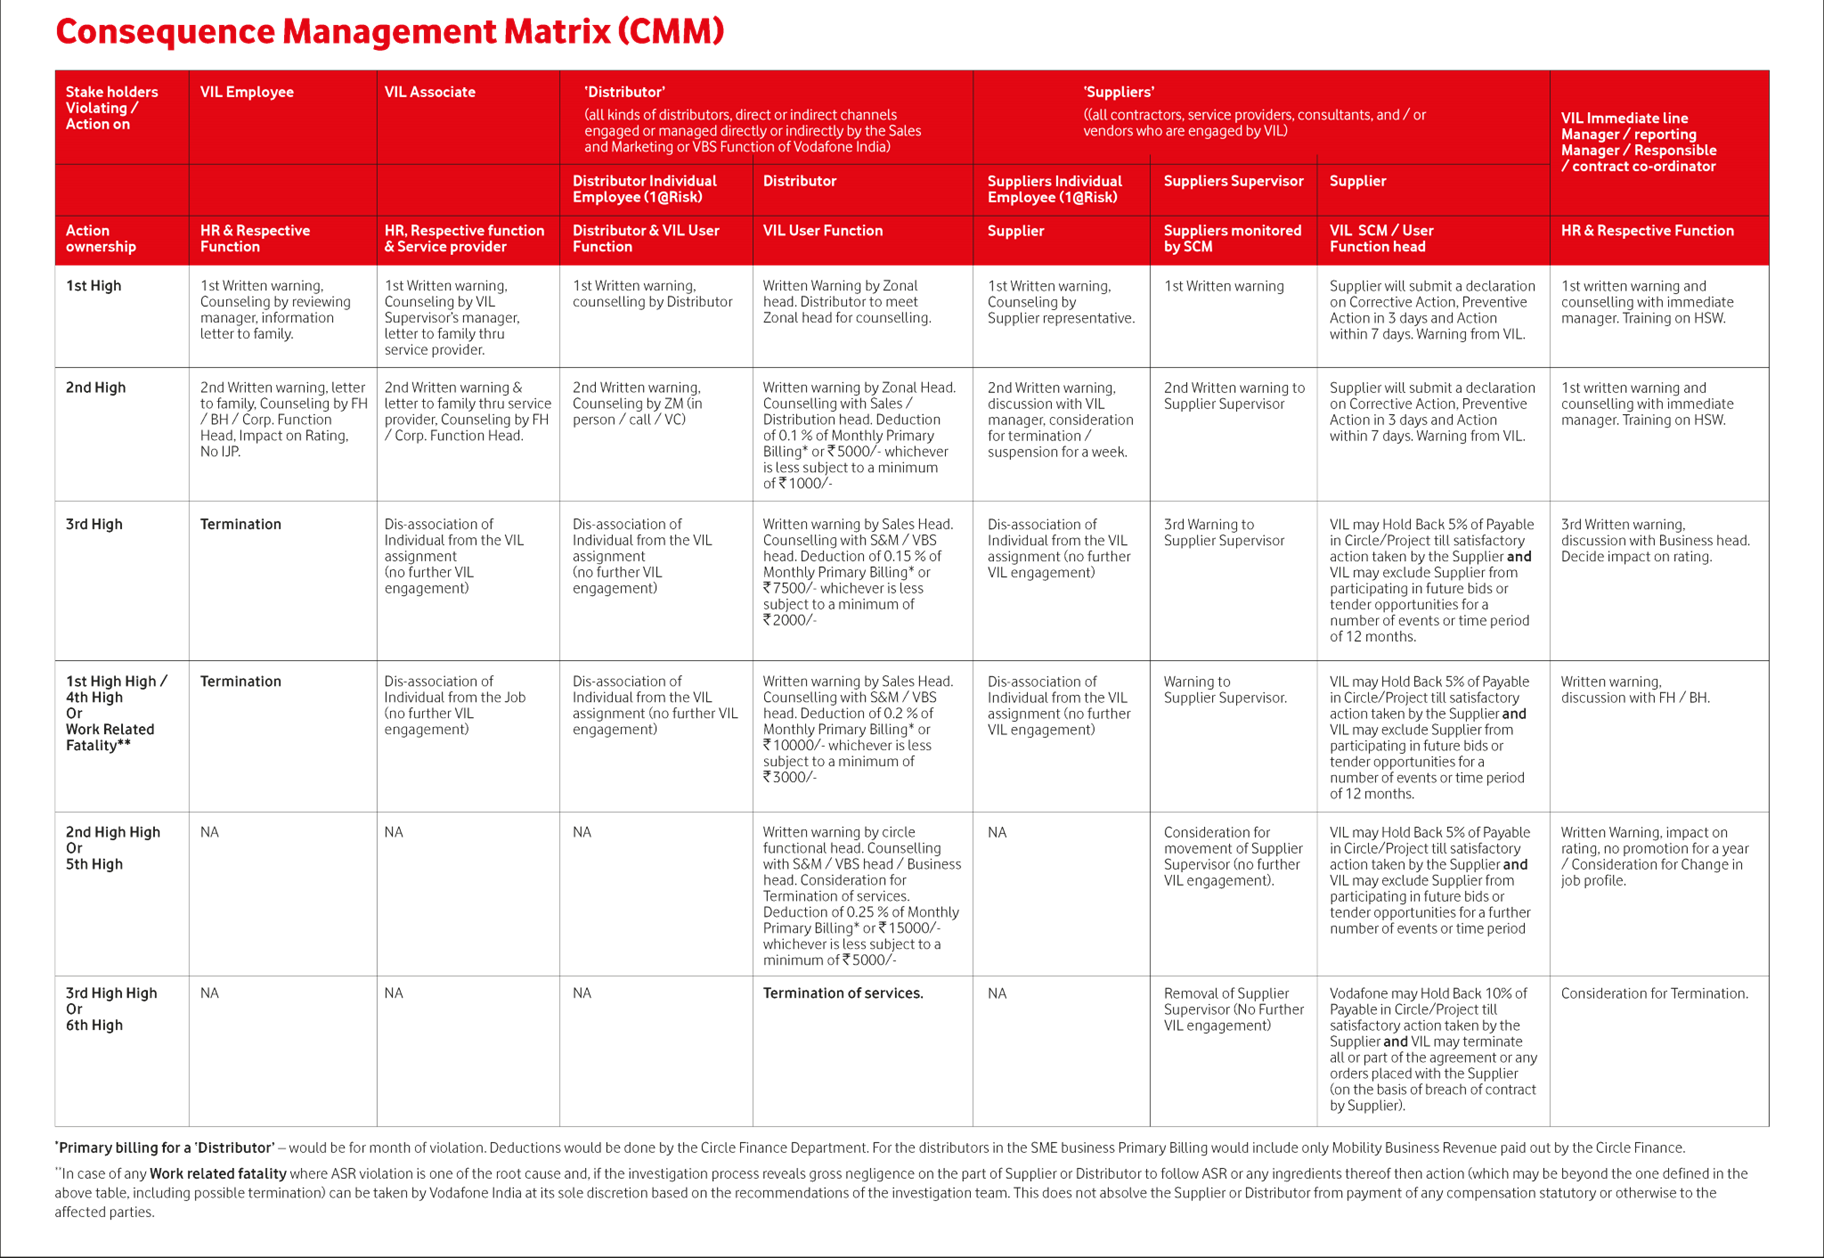 Consequence Management Matrix (CMM)
Stake holders
Violating /
Action on
VIL Employee
VIL Associate
'Distributor'
(all kinds of distributors, direct or indirect channels
engaged or managed directly or indirectly by the Sales
and Marketing or VBS Function of Vodafone India)
'Suppliers'
((all contractors, service providers, consultants, and / or
vendors who are engaged by VIL)
VIL Immediate line
Manager / reporting
Manager / Responsible
/ contract co-ordinator
Distributor Individual
Employee (1@Risk)
Distributor
Suppliers Individual
Employee (1@Risk)
Suppliers Supervisor
Supplier
Action
ownership
HR & Respective
Function
HR, Respective function
& Service provider
Distributor & VIL User
Function
VIL User Function
Supplier
Suppliers monitored
by SCM
VIL SCM / User
Function head
HR & Respective Function
1st High
1st Written warning,
Counseling by reviewing
manager, information
letter to family.
1st Written warning,
Counseling by VIL
Supervisor's manager,
letter to family thru
service provider.
1st Written warning,
counselling by Distributor
Written Warning by Zonal
head. Distributor to meet
Zonal head for counselling.
1st Written warning,
Counseling by
Supplier representative.
1st Written warning
Supplier will submit a declaration
on Corrective Action, Preventive
Action in 3 days and Action
within 7 days. Warning from VIL.
1st written warning and
counselling with immediate
manager. Training on HSW.
2nd High
2nd Written warning, letter
to family, Counseling by FH
/ BH / Corp. Function
Head, Impact on Rating,
No IJP.
2nd Written warning &
letter to family thru service
provider, Counseling by FH
/ Corp. Function Head.
2nd Written warning,
Counseling by ZM (in
person / call / VC)
Written warning by Zonal Head.
Counselling with Sales /
Distribution head. Deduction
of 0.1 % of Monthly Primary
Billing* or ₹5000/- whichever
is less subject to a minimum
of ₹1000/-
2nd Written warning,
discussion with VIL
manager, consideration
for termination /
suspension for a week.
2nd Written warning to
Supplier Supervisor
Supplier will submit a declaration
on Corrective Action, Preventive
Action in 3 days and Action
within 7 days. Warning from VIL.
1st written warning and
counselling with immediate
manager. Training on HSW.
3rd High
Termination
Dis-association of
Individual from the VIL
assignment
(no further VIL
engagement)
Dis-association of
Individual from the VIL
assignment
(no further VIL
engagement)
Written warning by Sales Head.
Counselling with S&M / VBS
head. Deduction of 0.15 % of
Monthly Primary Billing* or
₹7500/- whichever is less
subject to a minimum of
₹2000/-
Dis-association of
Individual from the VIL
assignment (no further
VIL engagement)
3rd Warning to
Supplier Supervisor
VIL may Hold Back 5% of Payable
in Circle/Project till satisfactory
action taken by the Supplier and
VIL may exclude Supplier from
participating in future bids or
tender opportunities for a
number of events or time period
of 12 months.
3rd Written warning,
discussion with Business head.
Decide impact on rating.
1st High High /
4th High
Or
Work Related
Fatality**
Termination
Dis-association of
Individual from the Job
(no further VIL
engagement)
Dis-association of
Individual from the VIL
assignment (no further VIL
engagement)
Written warning by Sales Head.
Counselling with S&M / VBS
head. Deduction of 0.2 % of
Monthly Primary Billing* or
₹10000/- whichever is less
subject to a minimum of
₹3000/-
Dis-association of
Individual from the VIL
assignment (no further
VIL engagement)
Warning to
Supplier Supervisor.
VIL may Hold Back 5% of Payable
in Circle/Project till satisfactory
action taken by the Supplier and
VIL may exclude Supplier from
participating in future bids or
tender opportunities for a
number of events or time period
of 12 months.
Written warning,
discussion with FH / BH.
2nd High High
Or
5th High
NA
NA
NA
Written warning by circle
functional head. Counselling
with S&M / VBS head / Business
head. Consideration for
Termination of services.
Deduction of 0.25 % of Monthly
Primary Billing* or ₹15000/-
whichever is less subject to a
minimum of ₹5000/-
NA
Consideration for
movement of Supplier
Supervisor (no further
VIL engagement).
VIL may Hold Back 5% of Payable
in Circle/Project till satisfactory
action taken by the Supplier and
VIL may exclude Supplier from
participating in future bids or
tender opportunities for a further
number of events or time period
Written Warning, impact on
rating, no promotion for a year
/ Consideration for Change in
job profile.
3rd High High
Or
6th High
NA
NA
NA
Termination of services.
NA
Removal of Supplier
Supervisor (No Further
VIL engagement)
Vodafone may Hold Back 10% of
Payable in Circle/Project till
satisfactory action taken by the
Supplier and VIL may terminate
all or part of the agreement or any
orders placed with the Supplier
(on the basis of breach of contract
by Supplier).
Consideration for Termination.
*Primary billing for a 'Distributor' – would be for month of violation. Deductions would be done by the Circle Finance Department. For the distributors in the SME business Primary Billing would include only Mobility Business Revenue paid out by the Circle Finance.
**In case of any Work related fatality where ASR violation is one of the root cause and, if the investigation process reveals gross negligence on the part of Supplier or Distributor to follow ASR or any ingredients thereof then action (which may be beyond the one defined in the
above table, including possible termination) can be taken by Vodafone India at its sole discretion based on the recommendations of the investigation team. This does not absolve the Supplier or Distributor from payment of any compensation statutory or otherwise to the
affected parties.